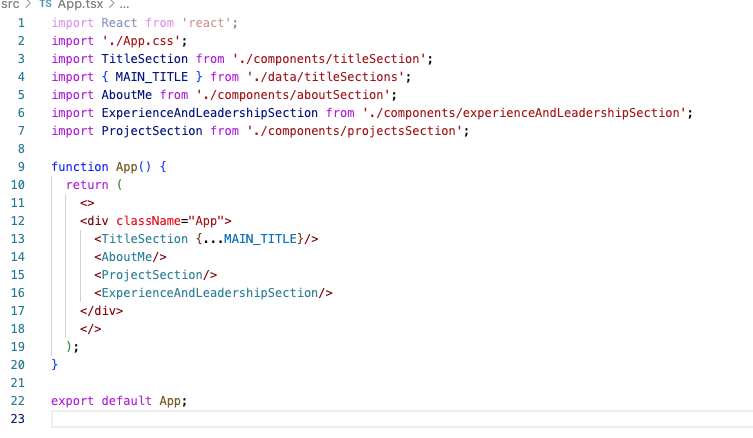 src > TS App.tsx > ...
1 import React from 'react';
2 import './App.css';
3 import TitleSection from './components/titleSection';
4 import { MAIN_TITLE } from './data/titleSections';
5 import AboutMe from './components/aboutSection';
6 import ExperienceAndLeadershipSection from './components/experienceAndLeadershipSection';
7 import ProjectSection from './components/projectsSection';
8
9 function App() {
10   return (
11     <>
12     <div className="App">
13       <TitleSection {...MAIN_TITLE}/>
14       <AboutMe/>
15       <ProjectSection/>
16       <ExperienceAndLeadershipSection/>
17     </div>
18     </>
19   );
20 }
21
22 export default App;
23